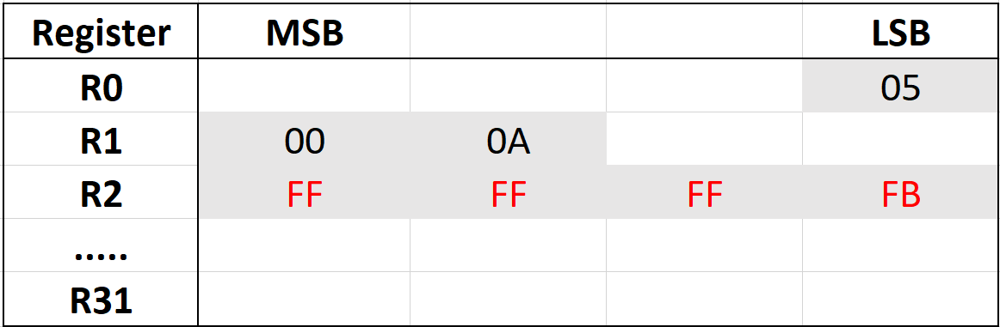 Register MSB LSB
R0 05
R1 00 0A
R2 FF FF FF FB
.....
R31